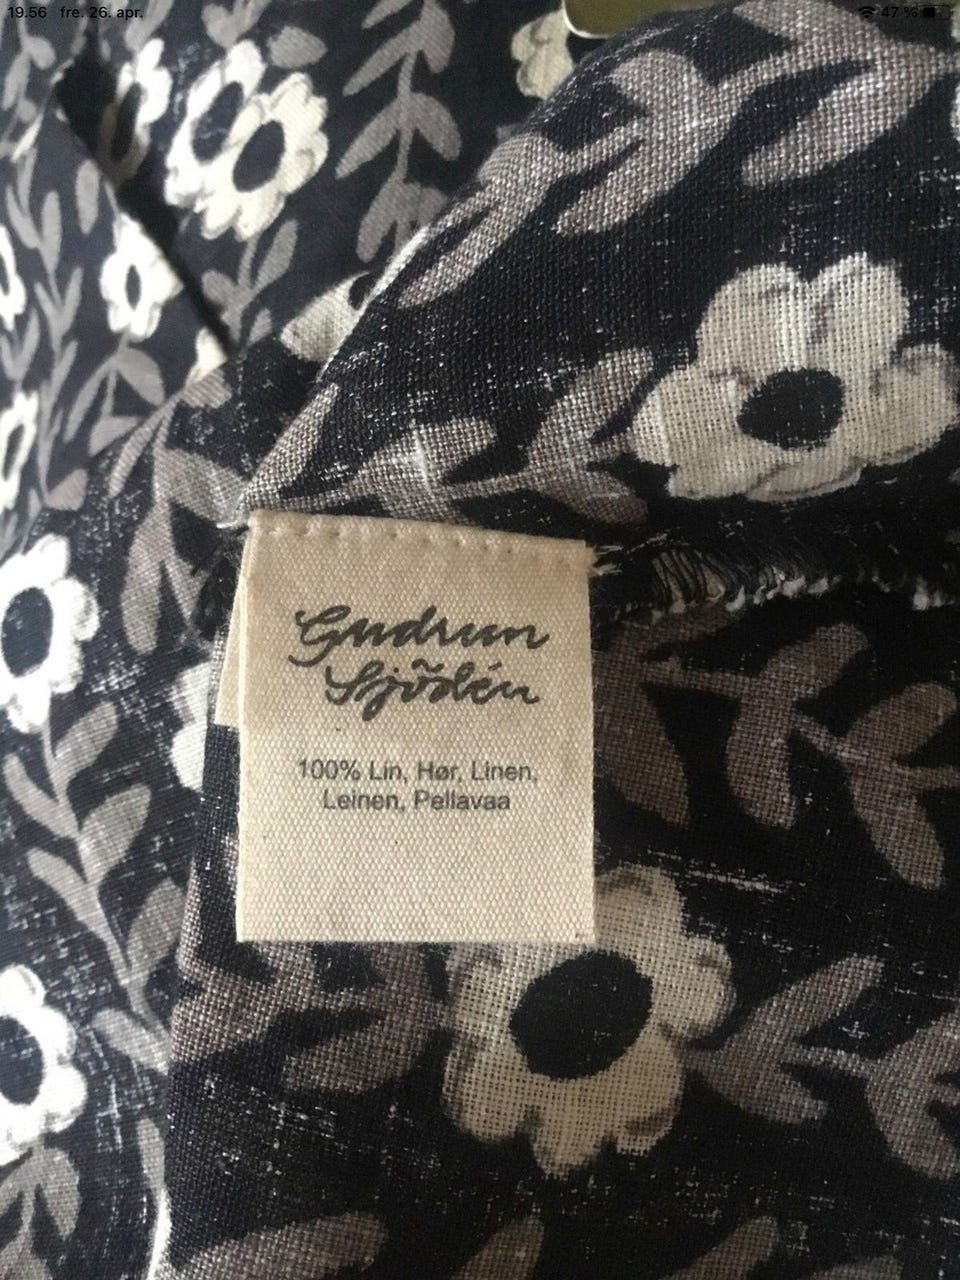 19.56 fre. 26. apr. 47 %
Gudrun
Sjödén
100% Lin, Hør, Linen,
Leinen, Pellavaa